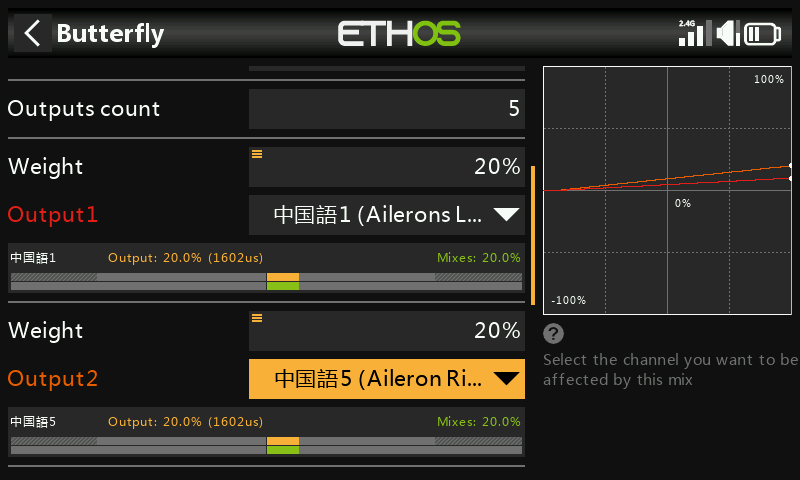 Butterfly
ETHOS
2.4G
Outputs count
5
Weight
20%
Output1
中国語1 (Ailerons L...
中国語1
Output: 20.0% (1602us)
Mixes: 20.0%
Weight
20%
Output2
中国語5 (Aileron Ri...
中国語5
Output: 20.0% (1602us)
Mixes: 20.0%
100%
0%
-100%
?
Select the channel you want to be
affected by this mix